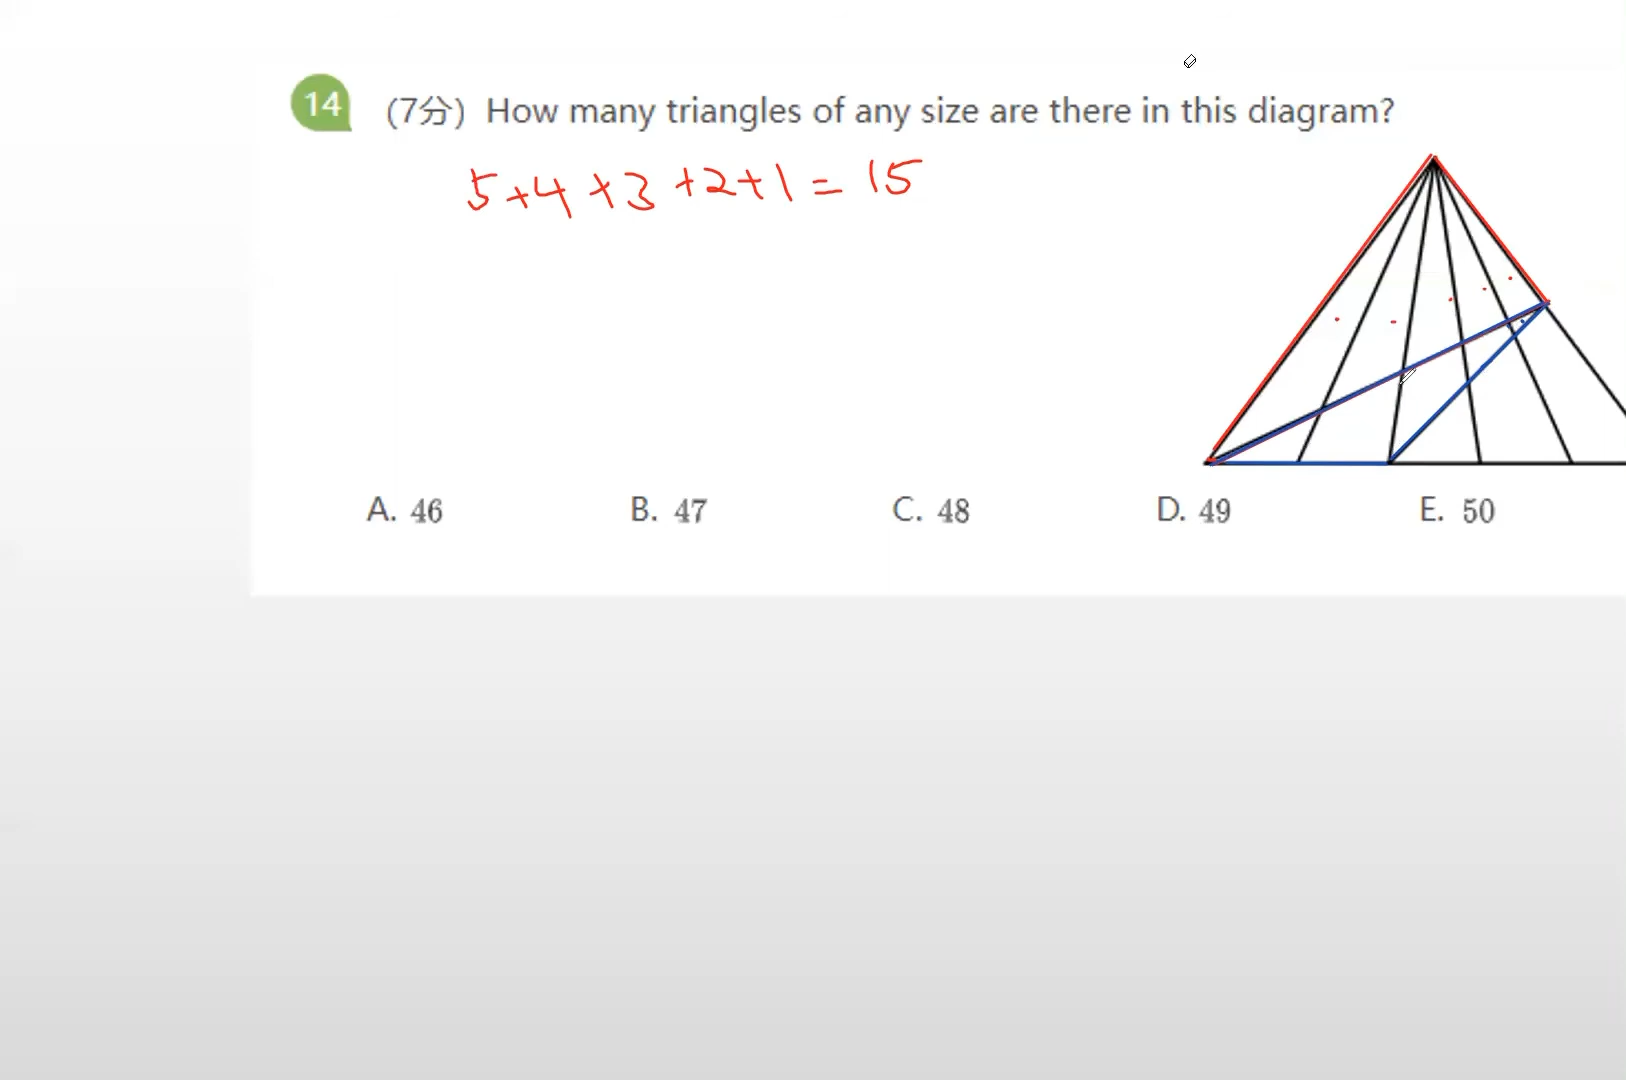 14 (7分) How many triangles of any size are there in this diagram?
5+4+3+2+1=15
A. 46 B. 47 C. 48 D. 49 E. 50